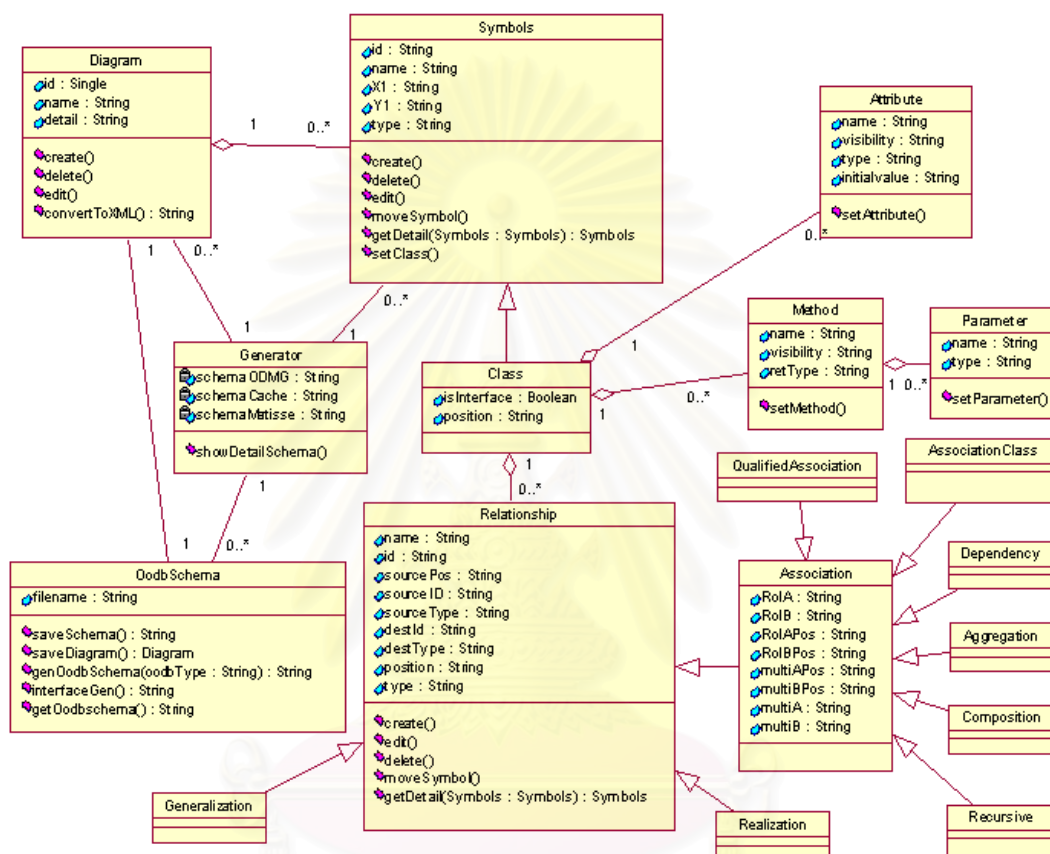 Symbols
id : String
name : String
X1 : String
Y1 : String
type : String
create()
delete()
edit()
moveSymbol()
getDetail(Symbols : Symbols) : Symbols
setClass()
Diagram
id : Single
name : String
detail : String
create()
delete()
edit()
convertToXML() : String
1
0..*
Attribute
name : String
visibility : String
type : String
initialvalue : String
setAttribute()
0..*
1
1
0..*
0..*
1
1
Generator
schemaODMG : String
schemaCache : String
schemaMatisse : String
showDetailSchema()
1
1
0..*
Class
isInterface : Boolean
position : String
1
1
0..*
Method
name : String
visibility : String
retType : String
setMethod()
1
0..*
Parameter
name : String
type : String
setParameter()
1
0..*
OodbSchema
filename : String
saveSchema() : String
saveDiagram() : Diagram
genOodbSchema(oodbType : String) : String
interfaceGen() : String
getOodbschema() : String
Relationship
name : String
id : String
sourcePos : String
sourceID : String
sourceType : String
destId : String
destType : String
position : String
type : String
create()
edit()
delete()
moveSymbol()
getDetail(Symbols : Symbols) : Symbols
QualifiedAssociation
AssociationClass
Association
RolA : String
RolB : String
RolAPos : String
RolBPos : String
multiAPos : String
multiBPos : String
multiA : String
multiB : String
Dependency
Aggregation
Composition
Recursive
Generalization
Realization